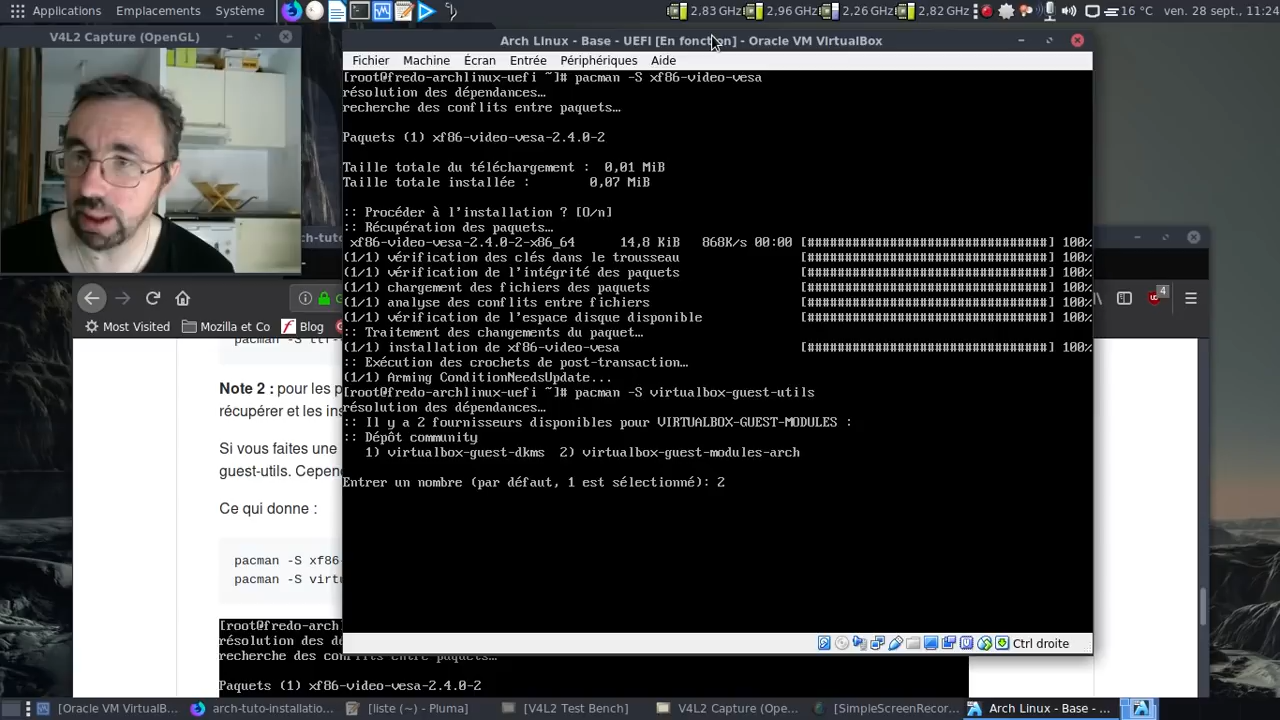 Applications Emplacements Système 2,83 GHz 2,96 GHz 2,26 GHz 2,82 GHz 16 °C ven. 28 sept., 11:24
V4L2 Capture (OpenGL)
Arch Linux - Base - UEFI [En fonction] - Oracle VM VirtualBox
Fichier Machine Écran Entrée Périphériques Aide
[root@fredo-archlinux-uefi ~]# pacman -S xf86-video-vesa
résolution des dépendances…
recherche des conflits entre paquets…
Paquets (1) xf86-video-vesa-2.4.0-2
Taille totale du téléchargement : 0,01 MiB
Taille totale installée : 0,07 MiB
:: Procéder à l'installation ? [O/n]
:: Récupération des paquets…
xf86-video-vesa-2.4.0-2-x86_64 14,8 KiB 868K/s 00:00 [################################] 100%
(1/1) vérification des clés dans le trousseau [################################] 100%
(1/1) vérification de l'intégrité des paquets [################################] 100%
(1/1) chargement des fichiers des paquets [################################] 100%
(1/1) analyse des conflits entre fichiers [################################] 100%
(1/1) vérification de l'espace disque disponible [################################] 100%
:: Traitement des changements du paquet…
(1/1) installation de xf86-video-vesa [################################] 100%
:: Exécution des crochets de post-transaction…
(1/1) Arming ConditionNeedsUpdate...
[root@fredo-archlinux-uefi ~]# pacman -S virtualbox-guest-utils
résolution des dépendances…
:: Il y a 2 fournisseurs disponibles pour VIRTUALBOX-GUEST-MODULES :
:: Dépôt community
1) virtualbox-guest-dkms 2) virtualbox-guest-modules-arch
Entrer un nombre (par défaut, 1 est sélectionné): 2
Ctrl droite
arch-tu
4
Most Visited Mozilla et Co Blog
pacman -S ttf-
Note 2 : pour les p
récupérer et les ins
Si vous faites une
guest-utils. Cepen
Ce qui donne :
pacman -S xf86
pacman -S virt
[root@fredo-arch
résolution des d
recherche des conflits entre paquets…
Paquets (1) xf86-video-vesa-2.4.0-2
[Oracle VM VirtualB... arch-tuto-installatio... [liste (~) - Pluma] [V4L2 Test Bench] V4L2 Capture (Ope... [SimpleScreenRecor... Arch Linux - Base - ...